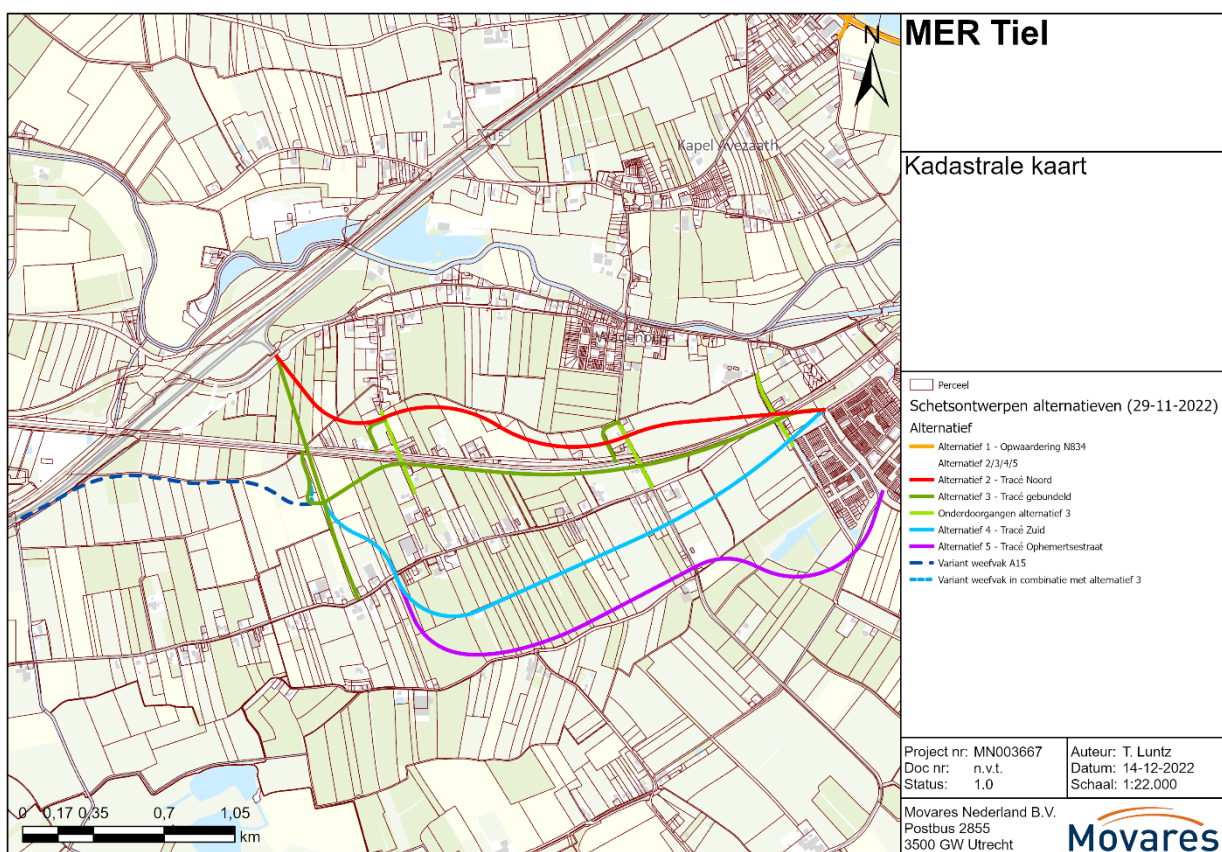 MER Tiel
Kadastrale kaart
N
A15
Kapel Avezaath
Wadenoijen
0 0,17 0,35 0,7 1,05
km
Perceel
Schetsontwerpen alternatieven (29-11-2022)
Alternatief
Alternatief 1 - Opwaardering N834
Alternatief 2/3/4/5
Alternatief 2 - Tracé Noord
Alternatief 3 - Tracé gebundeld
Onderdoorgangen alternatief 3
Alternatief 4 - Tracé Zuid
Alternatief 5 - Tracé Ophemertsestraat
Variant weefvak A15
Variant weefvak in combinatie met alternatief 3
Project nr: MN003667
Doc nr: n.v.t.
Status: 1.0
Auteur: T. Luntz
Datum: 14-12-2022
Schaal: 1:22.000
Movares Nederland B.V.
Postbus 2855
3500 GW Utrecht
Movares